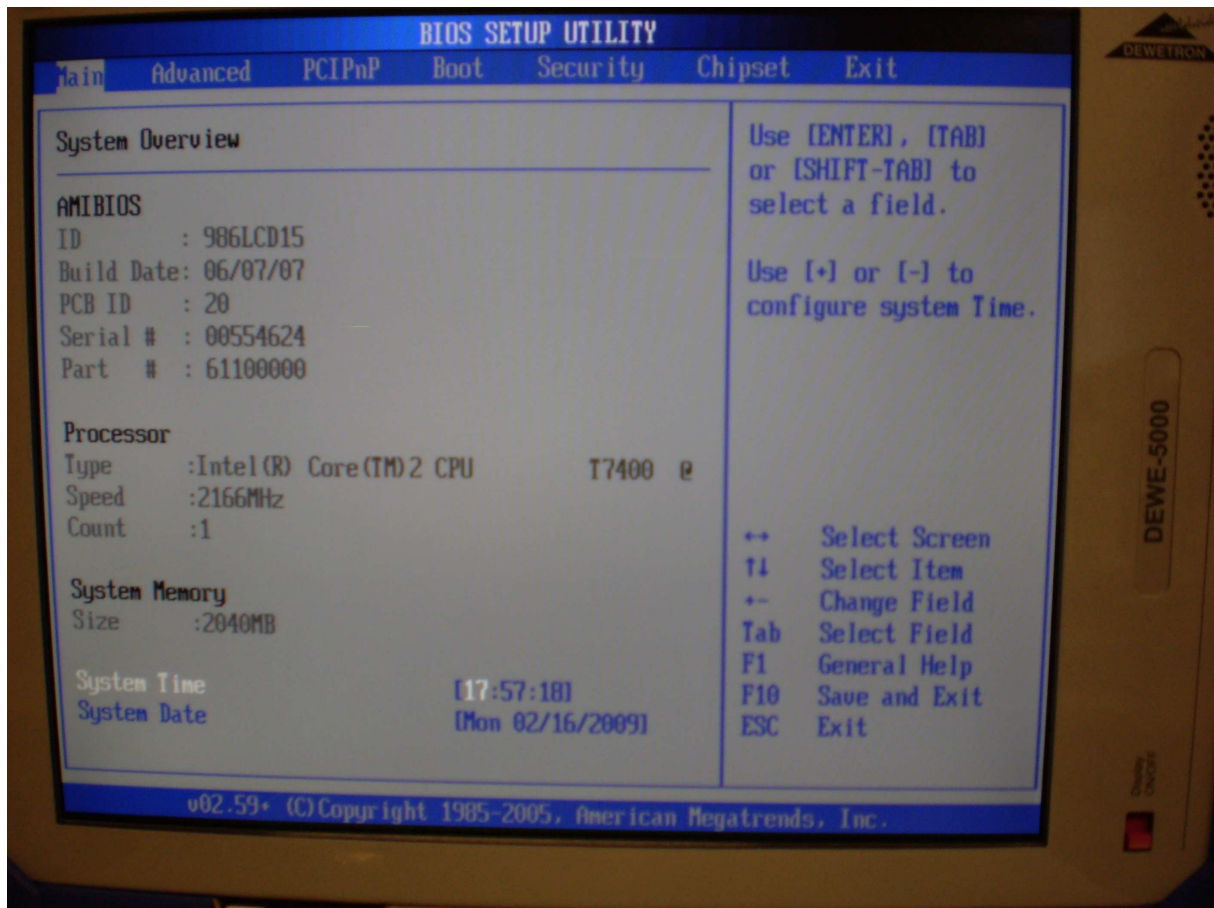 BIOS SETUP UTILITY
Main Advanced PCIPnP Boot Security Chipset Exit
System Overview
AMIBIOS
ID : 986LCD15
Build Date: 06/07/07
PCB ID : 20
Serial # : 00554624
Part # : 61100000
Processor
Type :Intel(R) Core(TM)2 CPU T7400 @
Speed :2166MHz
Count :1
System Memory
Size :2040MB
System Time [17:57:18]
System Date [Mon 02/16/2009]
Use [ENTER], [TAB]
or [SHIFT-TAB] to
select a field.
Use [+] or [-] to
configure system Time.
↔ Select Screen
↑↓ Select Item
+- Change Field
Tab Select Field
F1 General Help
F10 Save and Exit
ESC Exit
v02.59+ (C)Copyright 1985-2005, American Megatrends, Inc.
DEWETRON
DEWE-5000
Display
ON/OFF